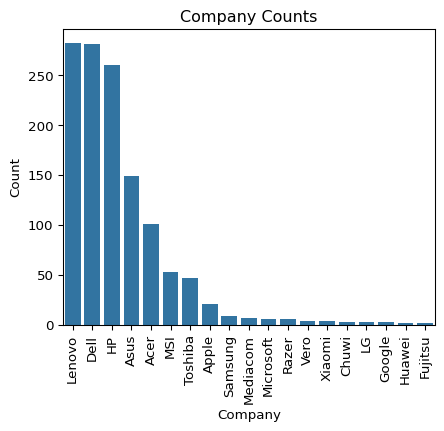 Company Counts
Count
250
200
150
100
50
0
Lenovo
Dell
HP
Asus
Acer
MSI
Toshiba
Apple
Samsung
Mediacom
Microsoft
Razer
Vero
Xiaomi
Chuwi
LG
Google
Huawei
Fujitsu
Company